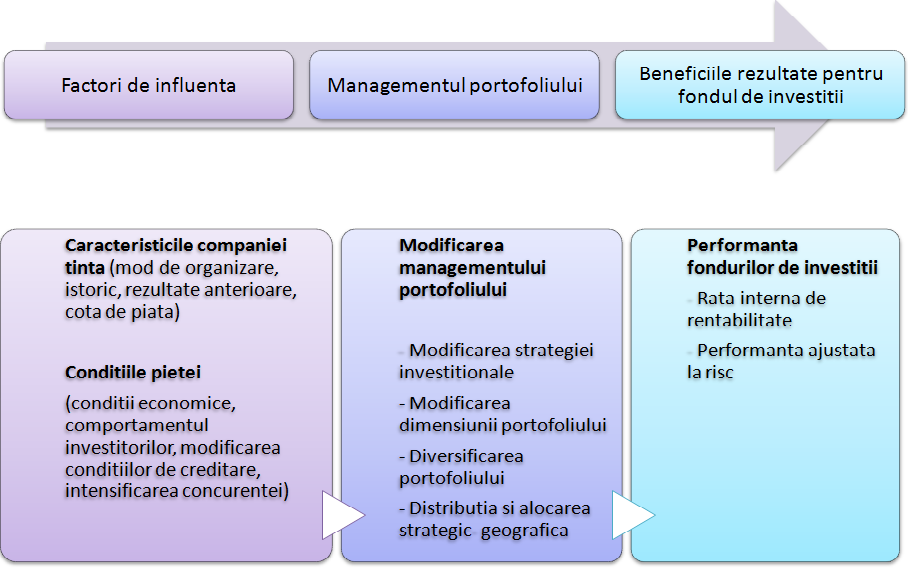 Factori de influenta
Managementul portofoliului
Beneficiile rezultate pentru
fondul de investitii
Caracteristicile companiei
tinta (mod de organizare,
istoric, rezultate anterioare,
cota de piata)
Conditiile pietei
(conditii economice,
comportamentul
investitorilor, modificarea
conditiilor de creditare,
intensificarea concurentei)
Modificarea
managementului
portofoliului
- Modificarea strategiei
investitionale
- Modificarea
dimensiunii portofoliului
- Diversificarea
portofoliului
- Distributia si alocarea
strategic geografica
Performanta
fondurilor de investitii
- Rata interna de
rentabilitate
- Performanta ajustata
la risc